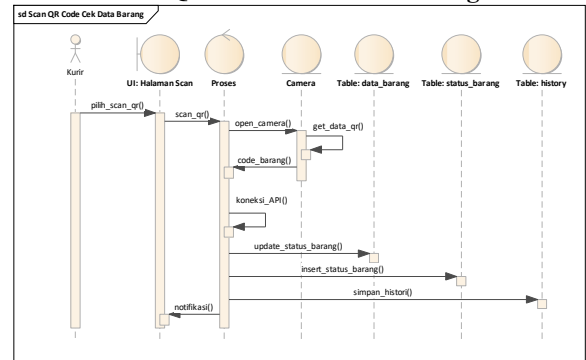 sd Scan QR Code Cek Data Barang
Kurir
UI: Halaman Scan
Proses
Camera
Table: data_barang
Table: status_barang
Table: history
pilih_scan_qr()
scan_qr()
open_camera()
get_data_qr()
code_barang()
koneksi_API()
update_status_barang()
insert_status_barang()
simpan_histori()
notifikasi()